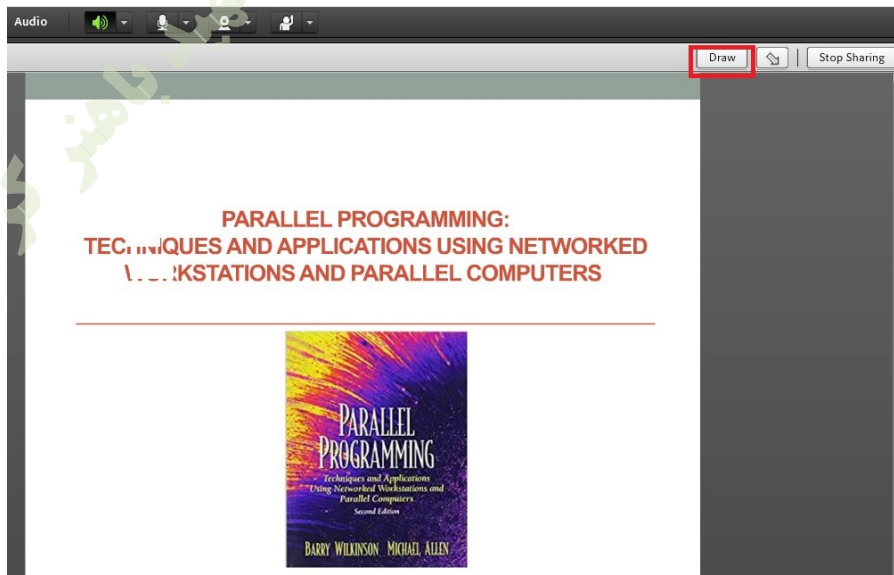 Audio
Draw
Stop Sharing
PARALLEL PROGRAMMING:
TECHNIQUES AND APPLICATIONS USING NETWORKED
WORKSTATIONS AND PARALLEL COMPUTERS
PARALLEL
PROGRAMMING
Techniques and Applications
Using Networked Workstations and
Parallel Computers
Second Edition
BARRY WILKINSON MICHAEL ALLEN
باهنر